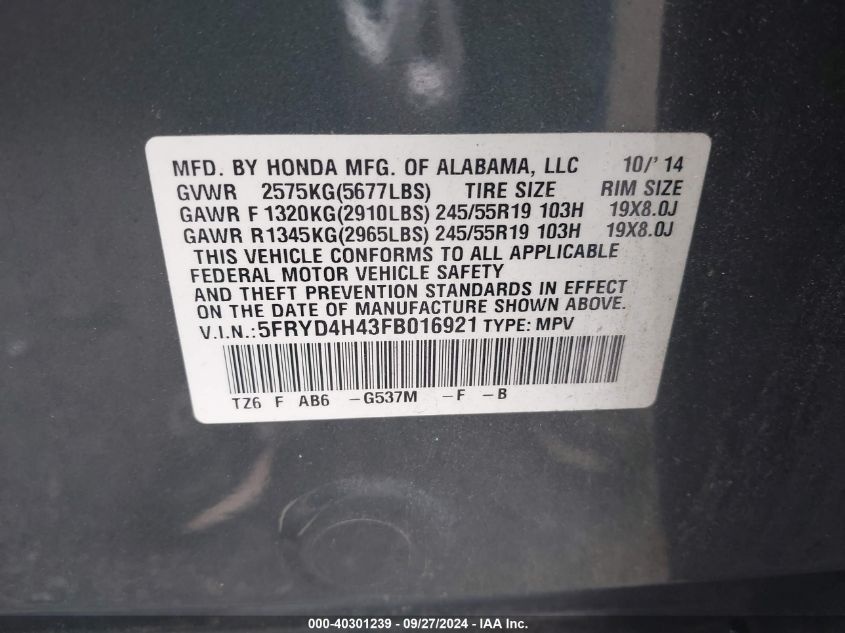 MFD. BY HONDA MFG. OF ALABAMA, LLC 10/'14
GVWR 2575KG(5677LBS) TIRE SIZE RIM SIZE
GAWR F 1320KG(2910LBS) 245/55R19 103H 19X8.0J
GAWR R 1345KG(2965LBS) 245/55R19 103H 19X8.0J
THIS VEHICLE CONFORMS TO ALL APPLICABLE
FEDERAL MOTOR VEHICLE SAFETY
AND THEFT PREVENTION STANDARDS IN EFFECT
ON THE DATE OF MANUFACTURE SHOWN ABOVE.
V.I.N.: 5FRYD4H43FB016921 TYPE: MPV
TZ6 F AB6 -G537M -F -B
000-40301239 - 09/27/2024 - IAA Inc.